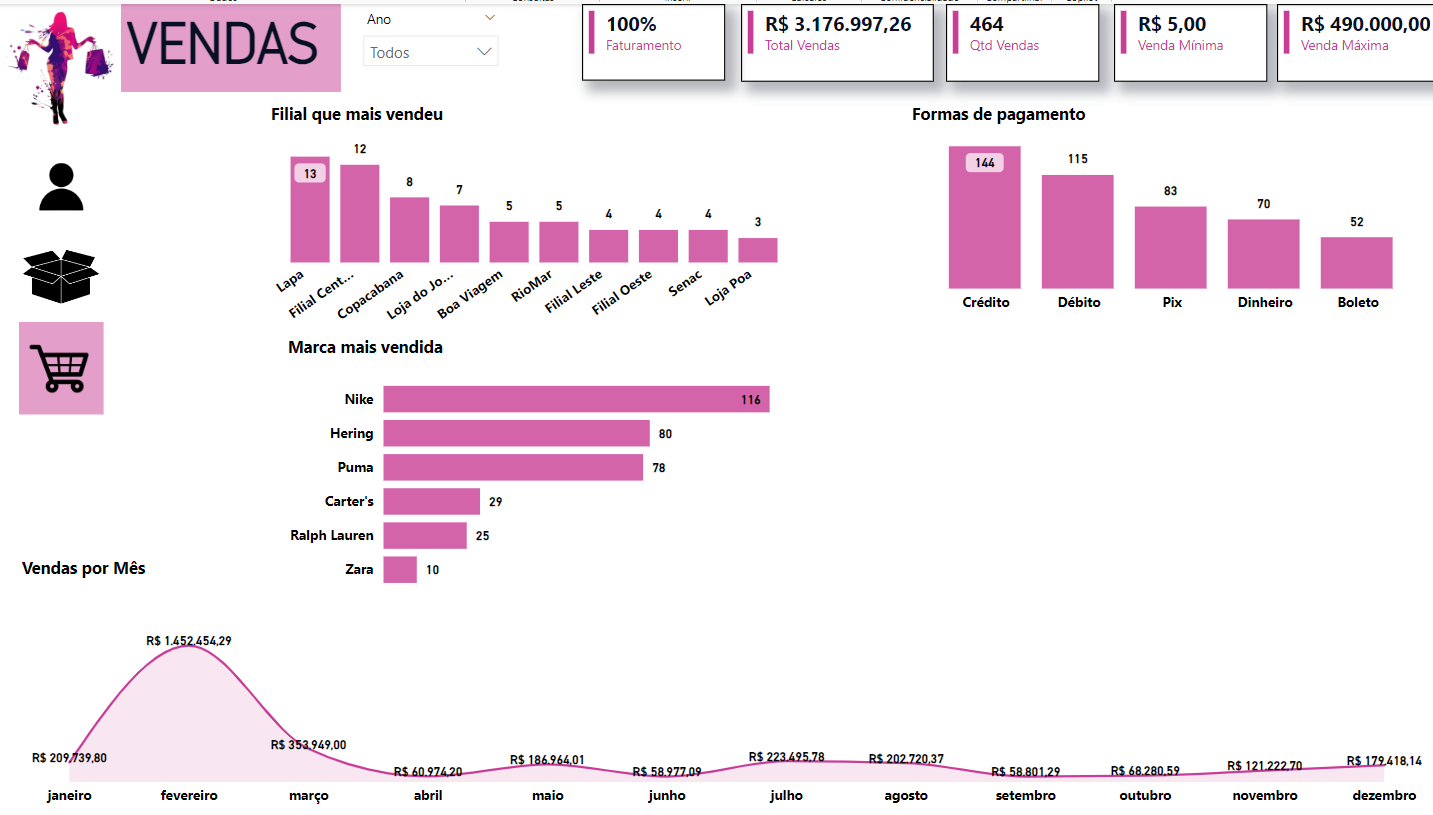 VENDAS
Ano
Todos
100%
Faturamento
R$ 3.176.997,26
Total Vendas
464
Qtd Vendas
R$ 5,00
Venda Mínima
R$ 490.000,00
Venda Máxima
Filial que mais vendeu
13
12
8
7
5
5
4
4
4
3
Lapa
Filial Cent...
Copacabana
Loja do Jo...
Boa Viagem
RioMar
Filial Leste
Filial Oeste
Senac
Loja Poa
Formas de pagamento
144
115
83
70
52
Crédito
Débito
Pix
Dinheiro
Boleto
Marca mais vendida
Nike 116
Hering 80
Puma 78
Carter's 29
Ralph Lauren 25
Zara 10
Vendas por Mês
R$ 209.739,80
R$ 1.452.454,29
R$ 353.949,00
R$ 60.974,20
R$ 186.964,01
R$ 58.977,09
R$ 223.495,78
R$ 202.720,37
R$ 58.801,29
R$ 68.280,59
R$ 121.222,70
R$ 179.418,14
janeiro
fevereiro
março
abril
maio
junho
julho
agosto
setembro
outubro
novembro
dezembro